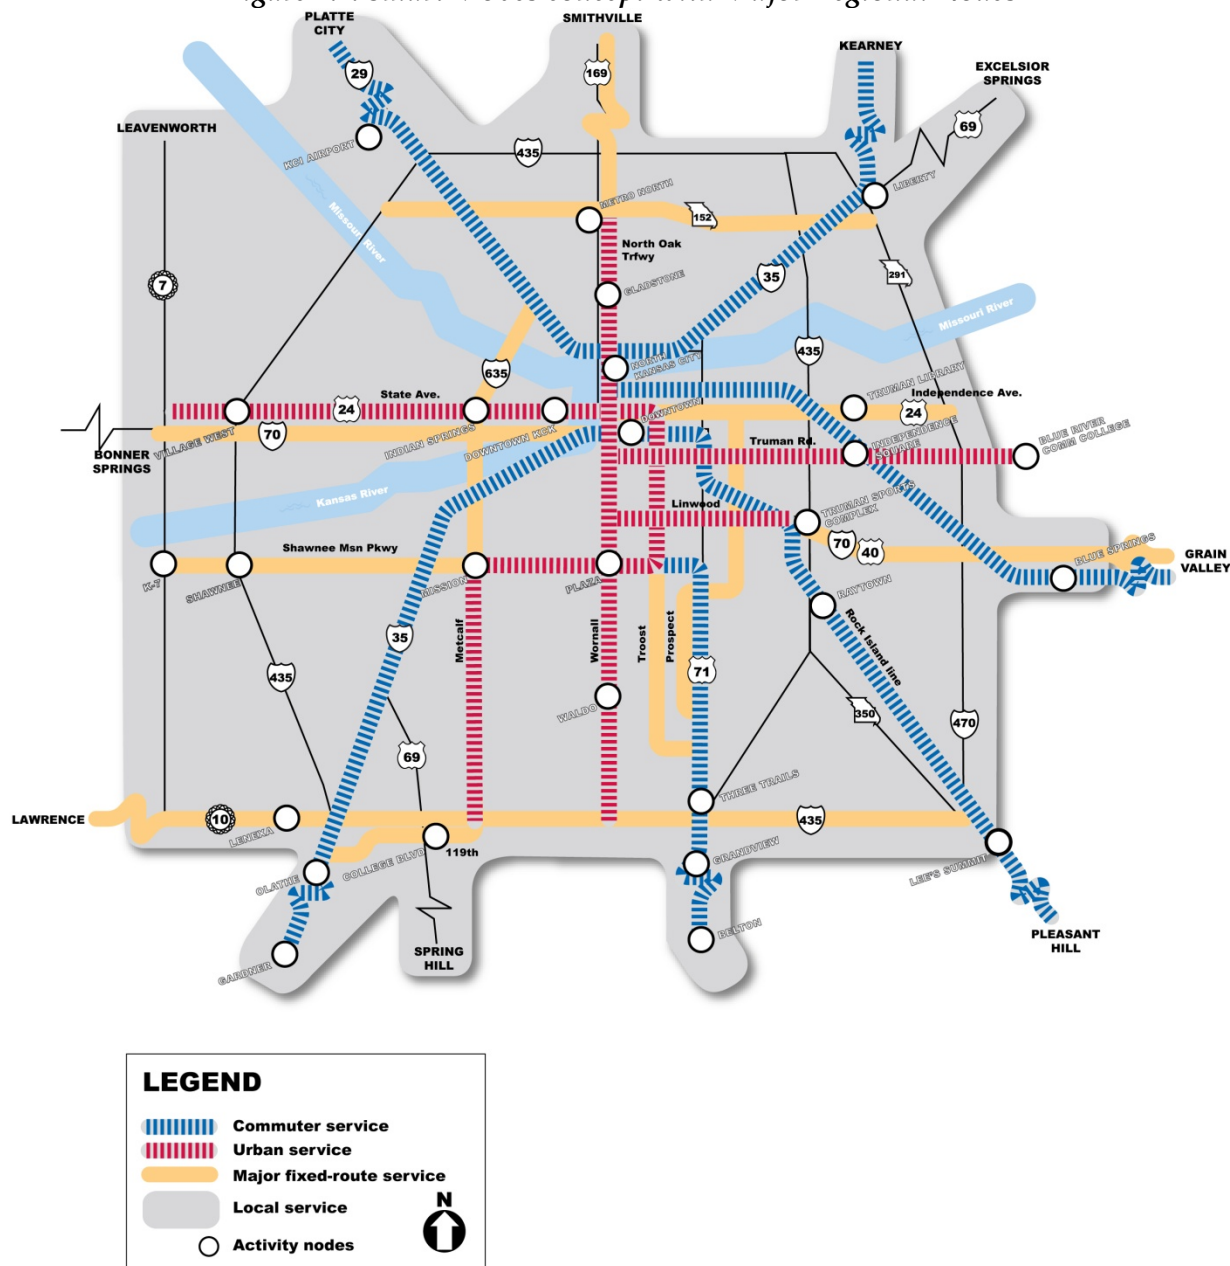 PLATTE
CITY
SMITHVILLE
KEARNEY
EXCELSIOR
SPRINGS
29
169
69
LEAVENWORTH
KCI AIRPORT
435
LIBERTY
METRO NORTH
152
Missouri River
North Oak
Trfwy
35
291
7
GLADSTONE
Missouri River
435
NORTH
KANSAS CITY
635
TRUMAN LIBRARY
State Ave.
24
Independence Ave.
24
DOWNTOWN
VILLAGE WEST
70
INDIAN SPRINGS
DOWNTOWN KCK
Truman Rd.
INDEPENDENCE
SQUARE
BLUE RIVER
COMM COLLEGE
BONNER
SPRINGS
Kansas River
Linwood
TRUMAN SPORTS
COMPLEX
70
40
Shawnee Msn Pkwy
BLUE SPRINGS
GRAIN
VALLEY
K-7
SHAWNEE
MISSION
PLAZA
RAYTOWN
35
Metcalf
Wornall
Troost
Prospect
Rock Island line
435
71
WALDO
350
470
69
THREE TRAILS
LAWRENCE
10
LENEXA
435
COLLEGE BLVD
119th
OLATHE
GRANDVIEW
LEE'S SUMMIT
GARDNER
SPRING
HILL
BELTON
PLEASANT
HILL
LEGEND
Commuter service
Urban service
Major fixed-route service
Local service
N
Activity nodes